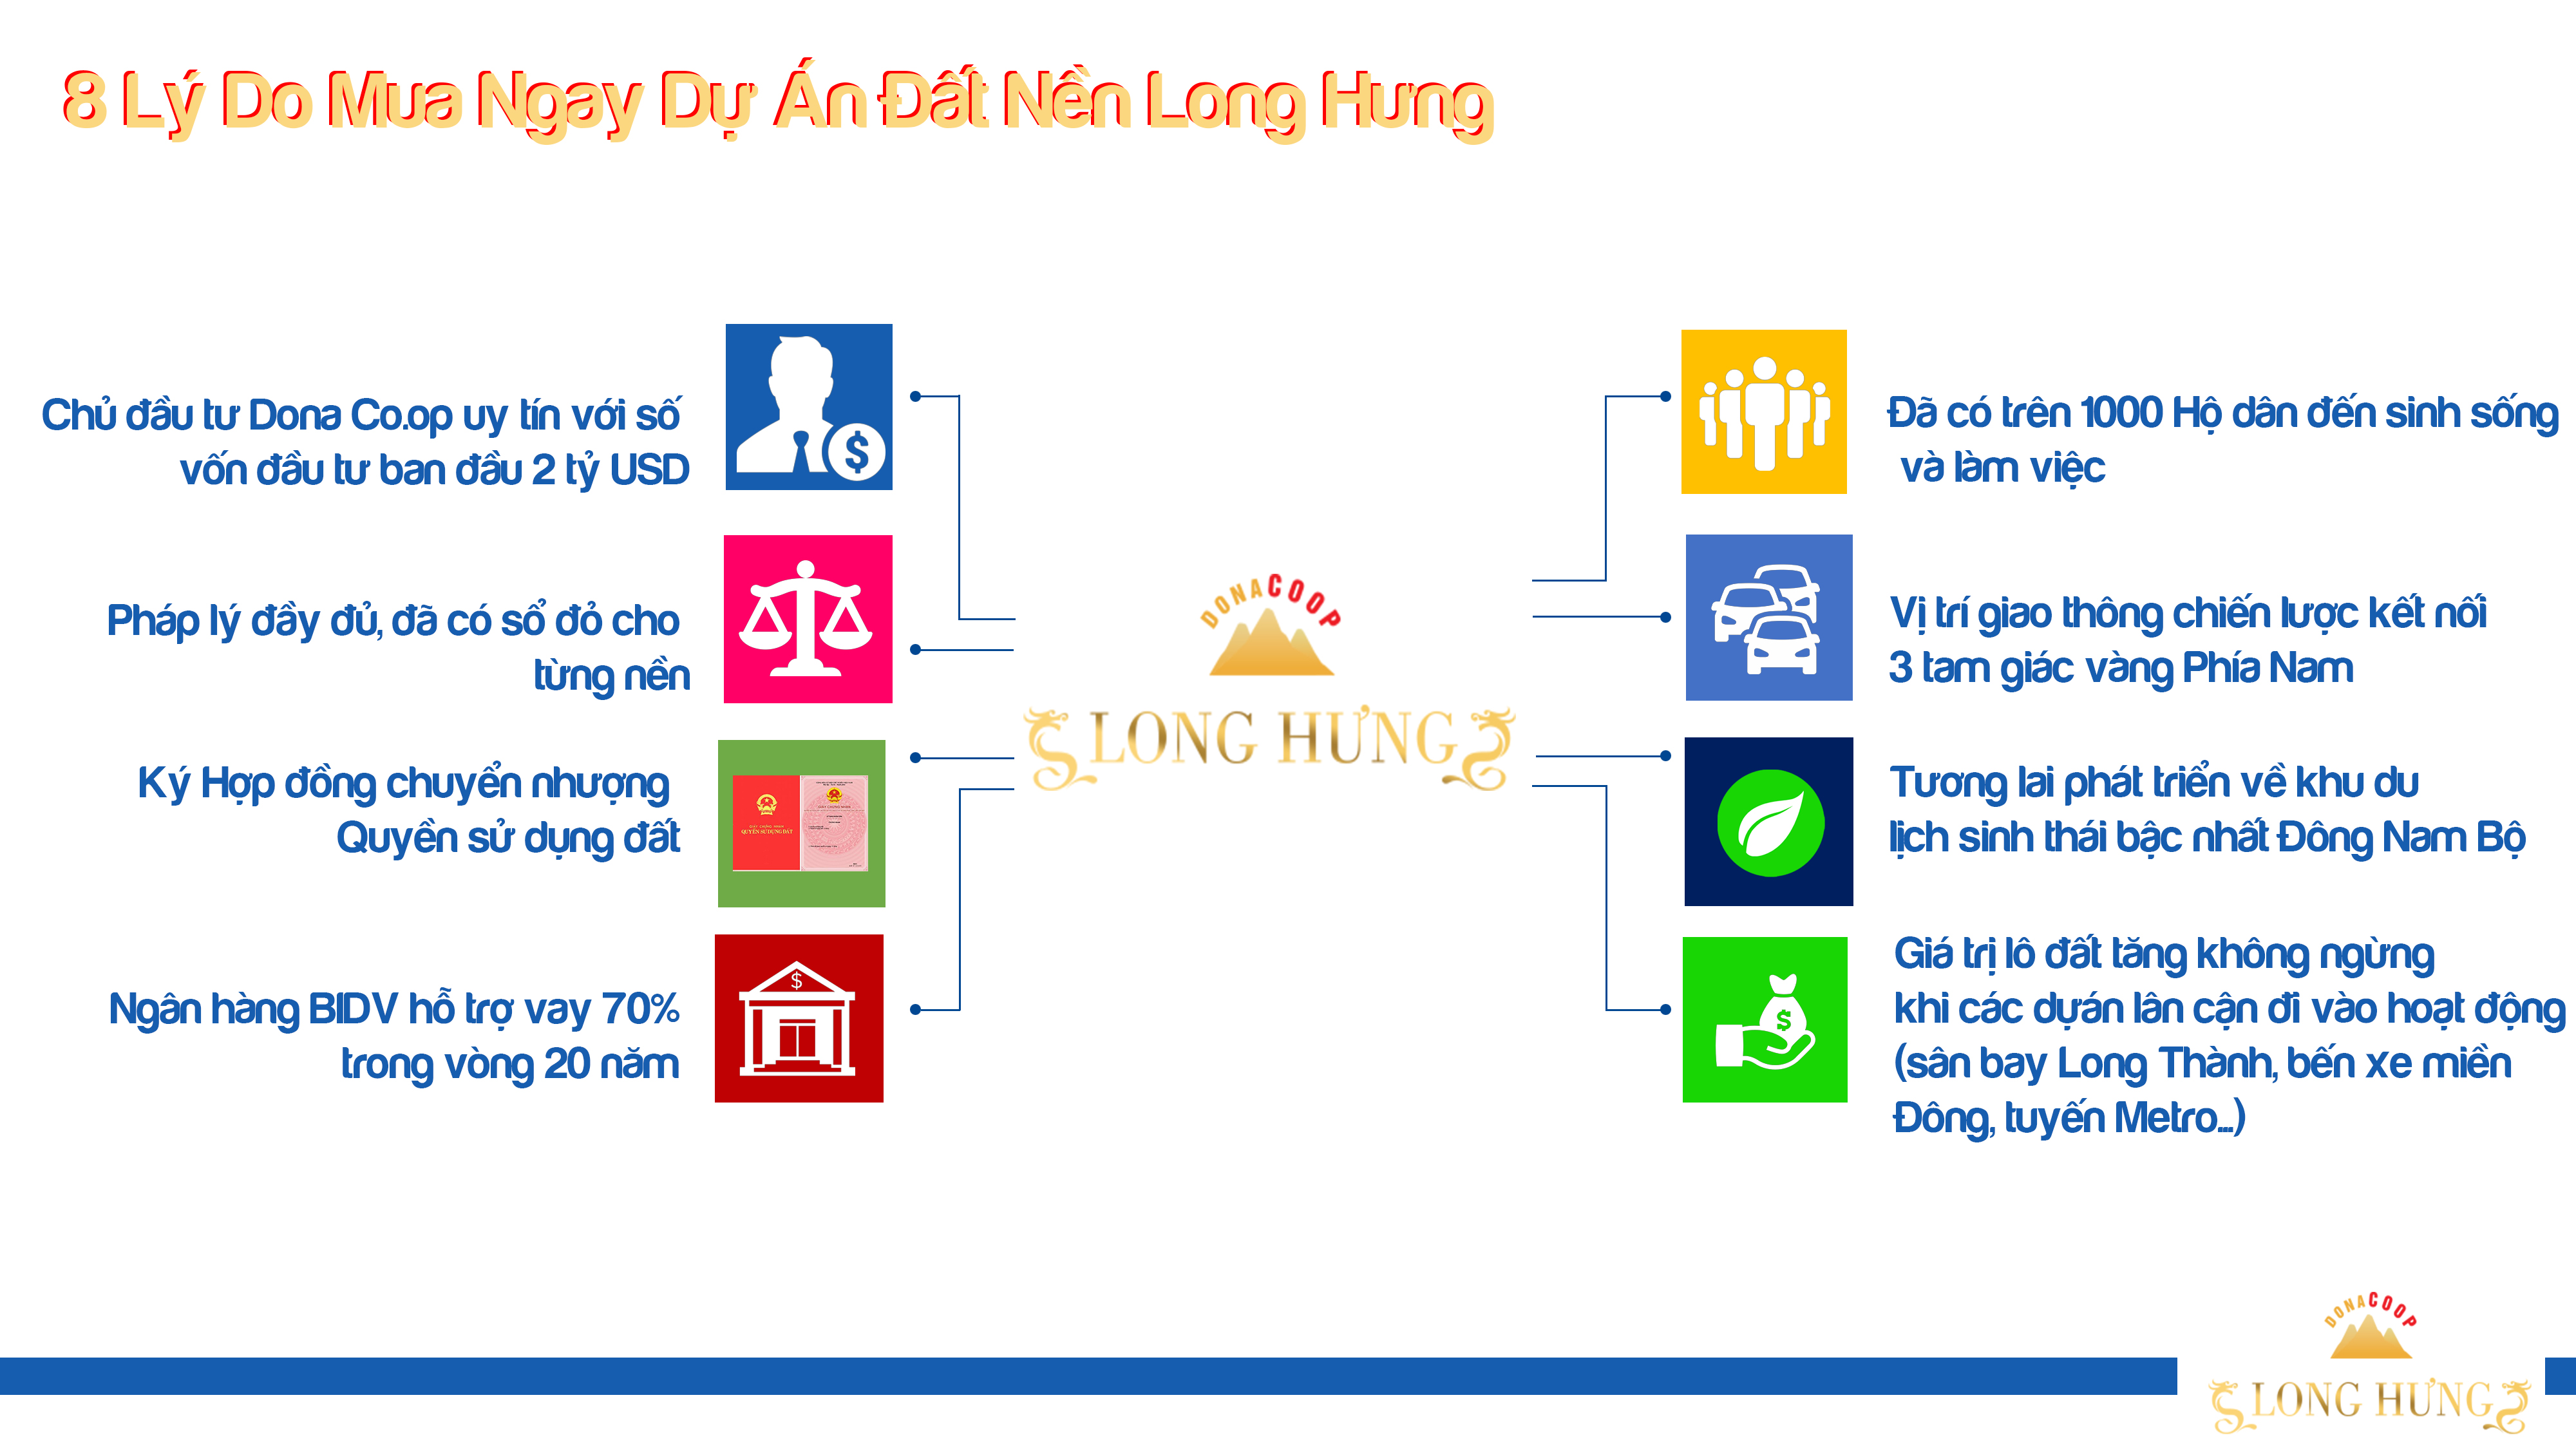 8 Lý Do Mua Ngay Dự Án Đất Nền Long Hưng
Chủ đầu tư Dona Co.op uy tín với số
vốn đầu tư ban đầu 2 tỷ USD
Pháp lý đầy đủ, đã có sổ đỏ cho
từng nền
Ký Hợp đồng chuyển nhượng
Quyền sử dụng đất
QUYỀN SỬ DỤNG ĐẤT
Ngân hàng BIDV hỗ trợ vay 70%
trong vòng 20 năm
DONACOOP
LONG HƯNG
Đã có trên 1000 Hộ dân đến sinh sống
và làm việc
Vị trí giao thông chiến lược kết nối
3 tam giác vàng Phía Nam
Tương lai phát triển về khu du
lịch sinh thái bậc nhất Đông Nam Bộ
Giá trị lô đất tăng không ngừng
khi các dựán lân cận đi vào hoạt động
(sân bay Long Thành, bến xe miền
Đông, tuyến Metro...)
DONACOOP
LONG HƯNG